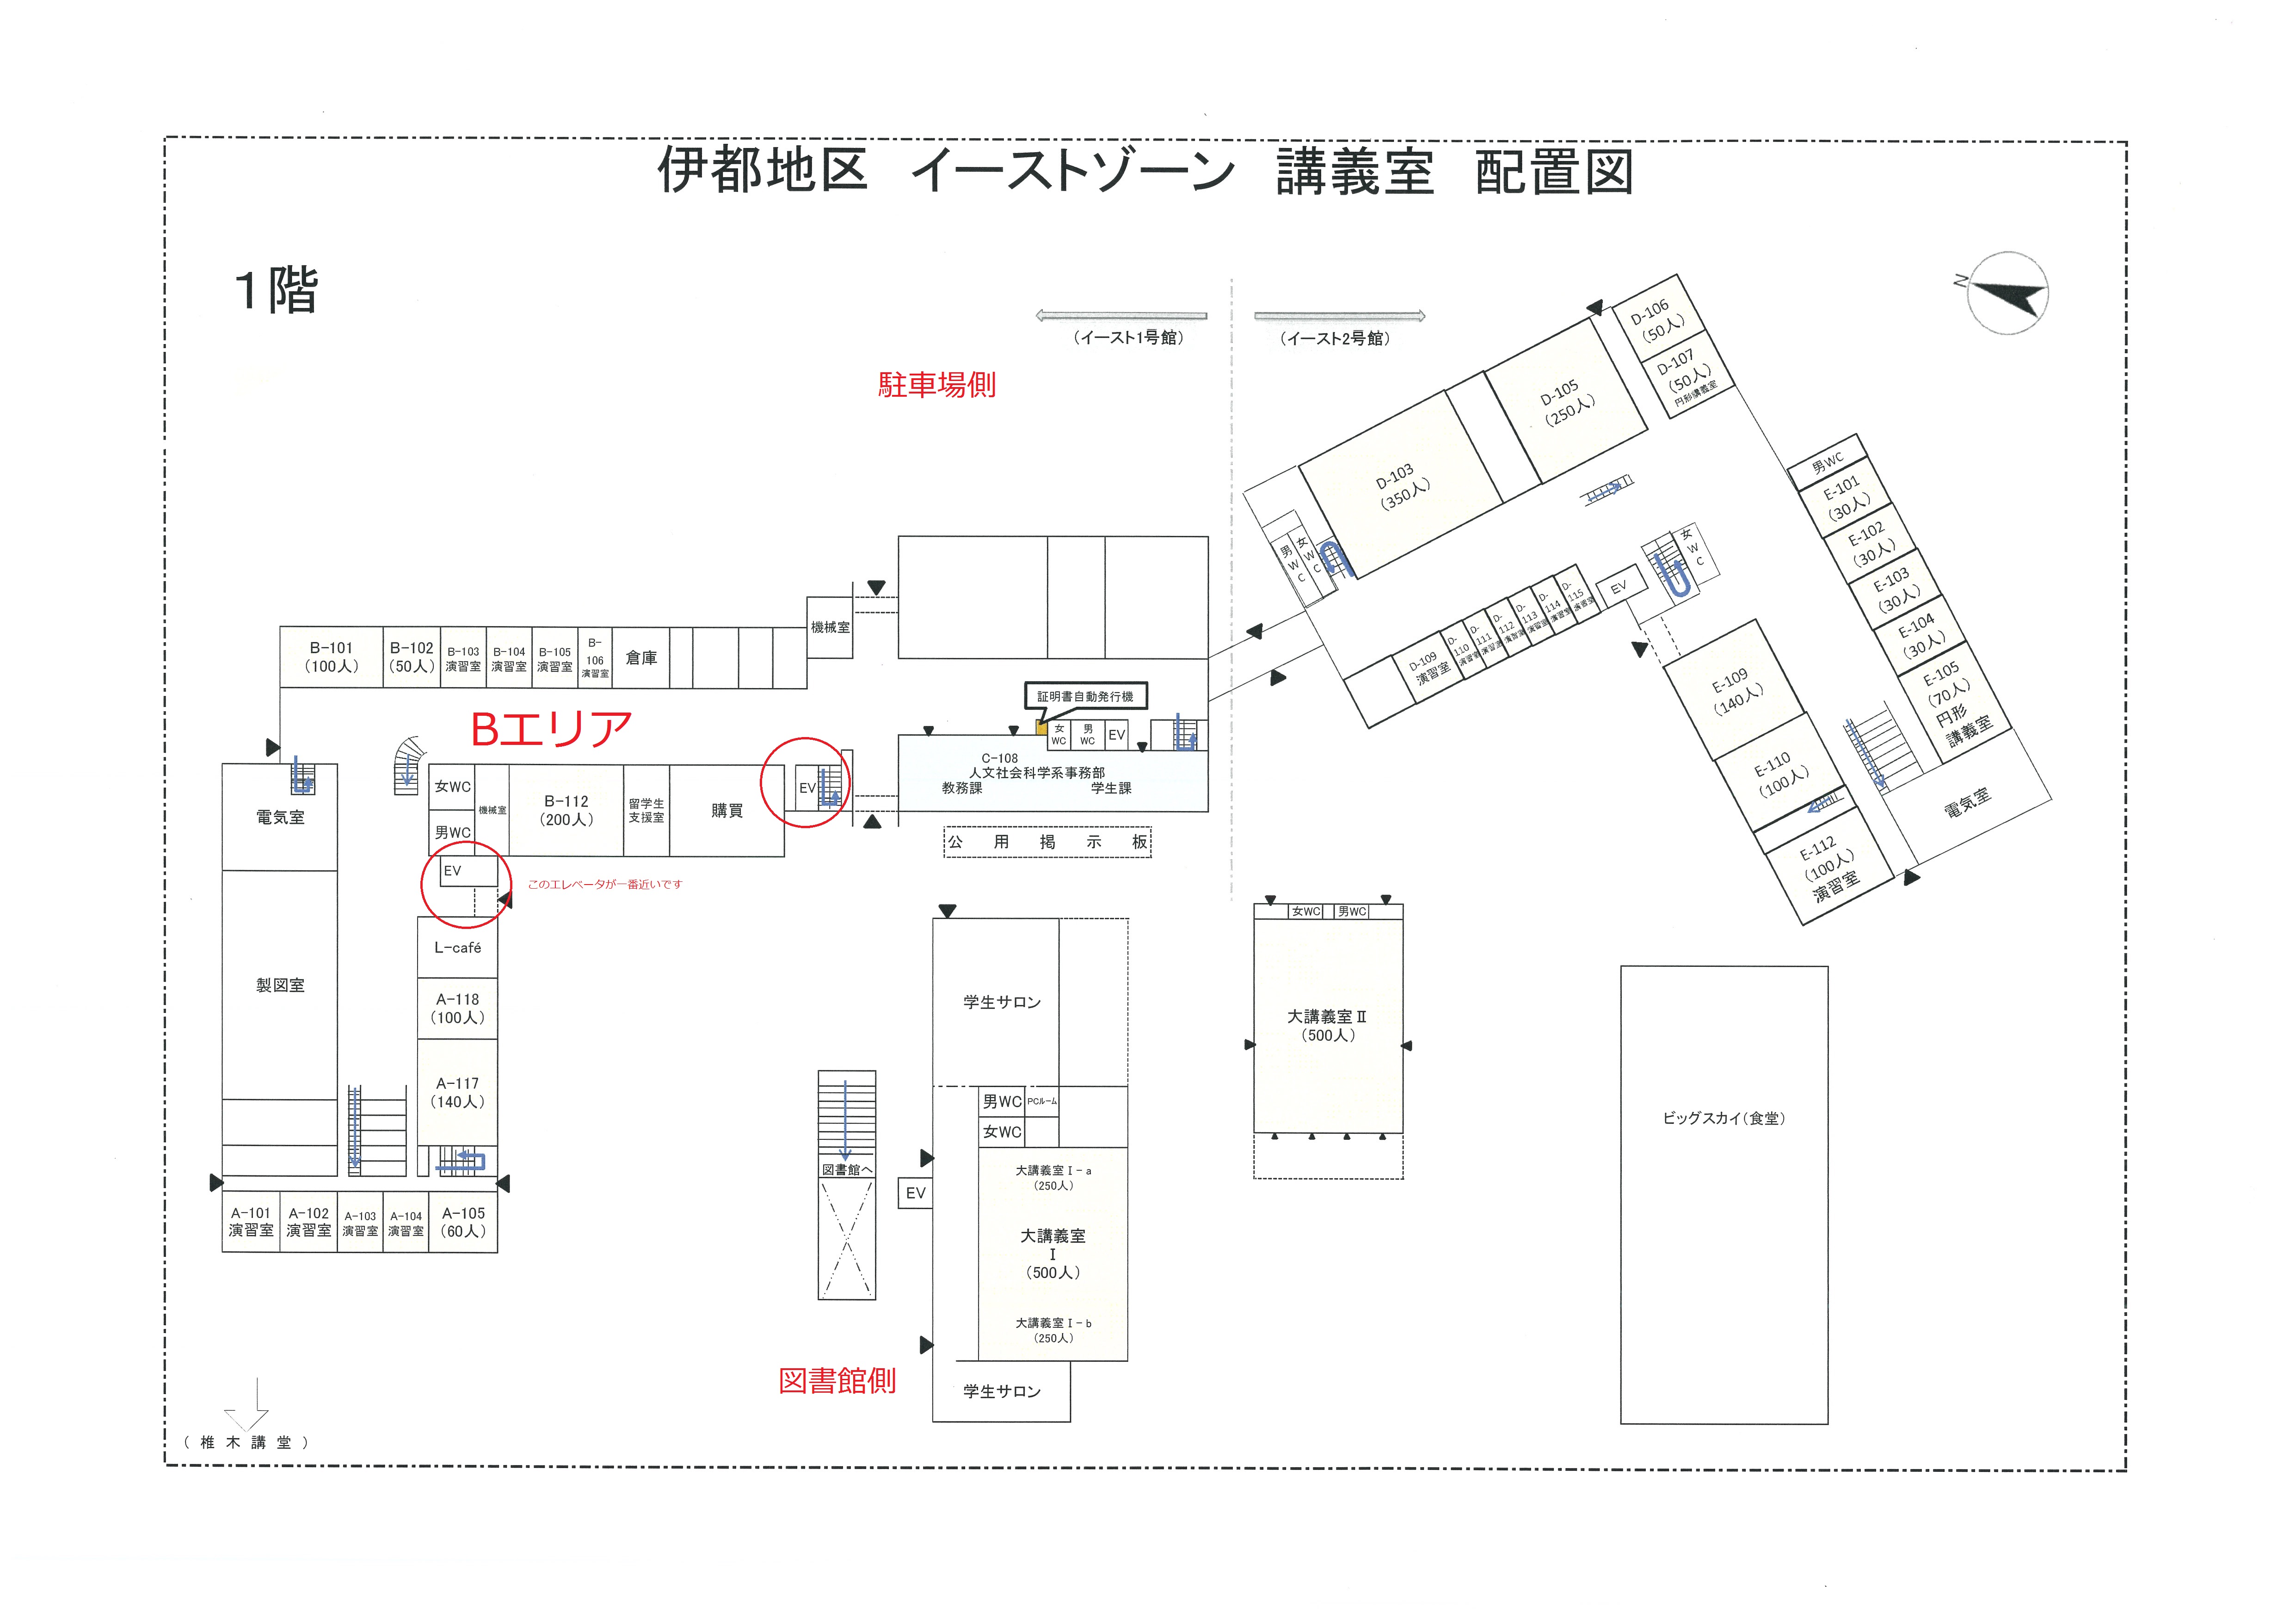 伊都地区　イーストゾーン　講義室　配置図
1階
N
(イースト1号館)
(イースト2号館)
駐車場側
D-106
(50人)
D-107
(50人)
円形講義室
D-105
(250人)
D-103
(350人)
男WC
女WC
男WC
E-101
(30人)
E-102
(30人)
E-103
(30人)
E-104
(30人)
E-105
(70人)
円形
講義室
電気室
女WC
EV
D-109
演習室
D-110
演習室
D-111
演習室
D-112
演習室
D-113
演習室
D-114
演習室
D-115
演習室
E-109
(140人)
E-110
(100人)
E-112
(100人)
演習室
機械室
B-101
(100人)
B-102
(50人)
B-103
演習室
B-104
演習室
B-105
演習室
B-
106
演習室
倉庫
Bエリア
証明書自動発行機
女
WC
男
WC
EV
C-108
人文社会科学系事務部
教務課
学生課
公用掲示板
電気室
女WC
男WC
機械室
B-112
(200人)
留学生
支援室
購買
EV
EV
このエレベータが一番近いです
L-café
A-118
(100人)
A-117
(140人)
製図室
A-101
演習室
A-102
演習室
A-103
演習室
A-104
演習室
A-105
(60人)
図書館へ
EV
学生サロン
男WC
PCルーム
女WC
大講義室Ⅰ-a
(250人)
大講義室
Ⅰ
(500人)
大講義室Ⅰ-b
(250人)
学生サロン
図書館側
女WC
男WC
大講義室Ⅱ
(500人)
ビッグスカイ(食堂)
(椎木講堂)